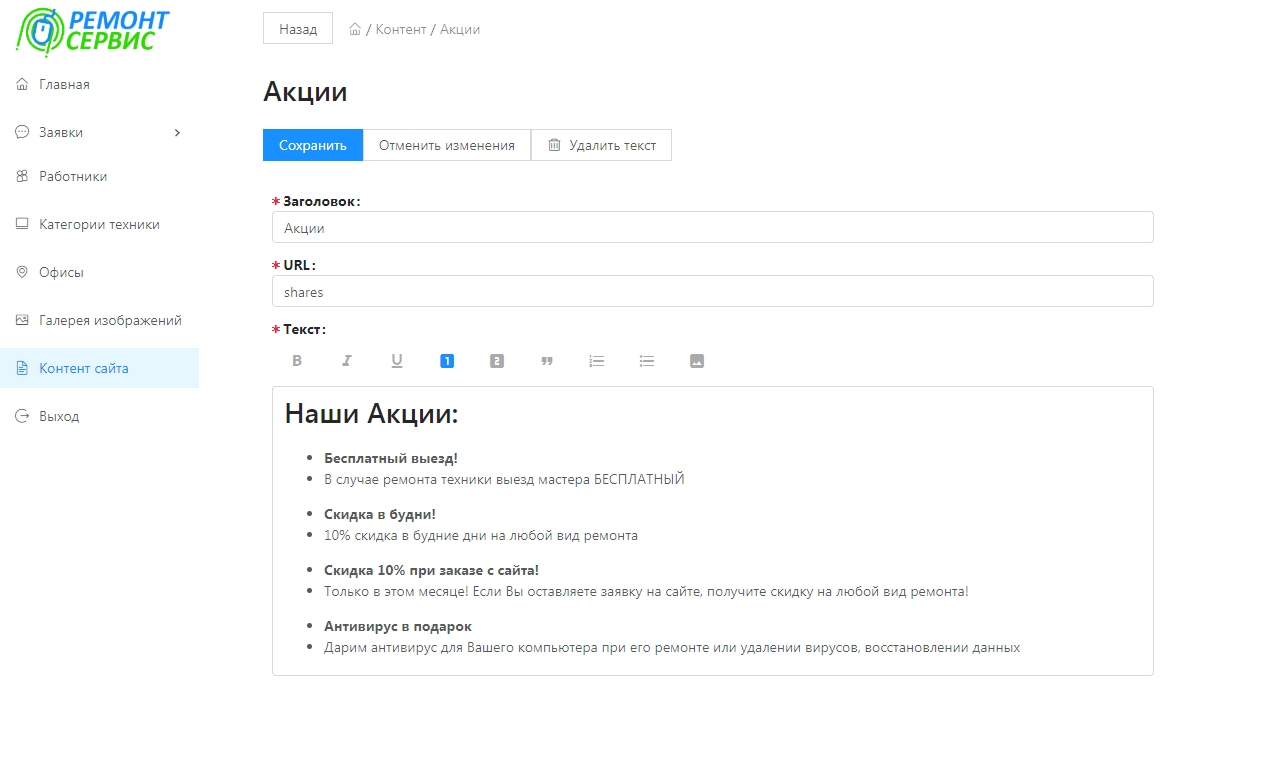 РЕМОНТ
СЕРВИС
Главная
Заявки
Работники
Категории техники
Офисы
Галерея изображений
Контент сайта
Выход
Назад / Контент / Акции
Акции
Сохранить Отменить изменения Удалить текст
* Заголовок:
Акции
* URL:
shares
* Текст:
B I U 1 2
Наши Акции:
• Бесплатный выезд!
• В случае ремонта техники выезд мастера БЕСПЛАТНЫЙ
• Скидка в будни!
• 10% скидка в будние дни на любой вид ремонта
• Скидка 10% при заказе с сайта!
• Только в этом месяце! Если Вы оставляете заявку на сайте, получите скидку на любой вид ремонта!
• Антивирус в подарок
• Дарим антивирус для Вашего компьютера при его ремонте или удалении вирусов, восстановлении данных